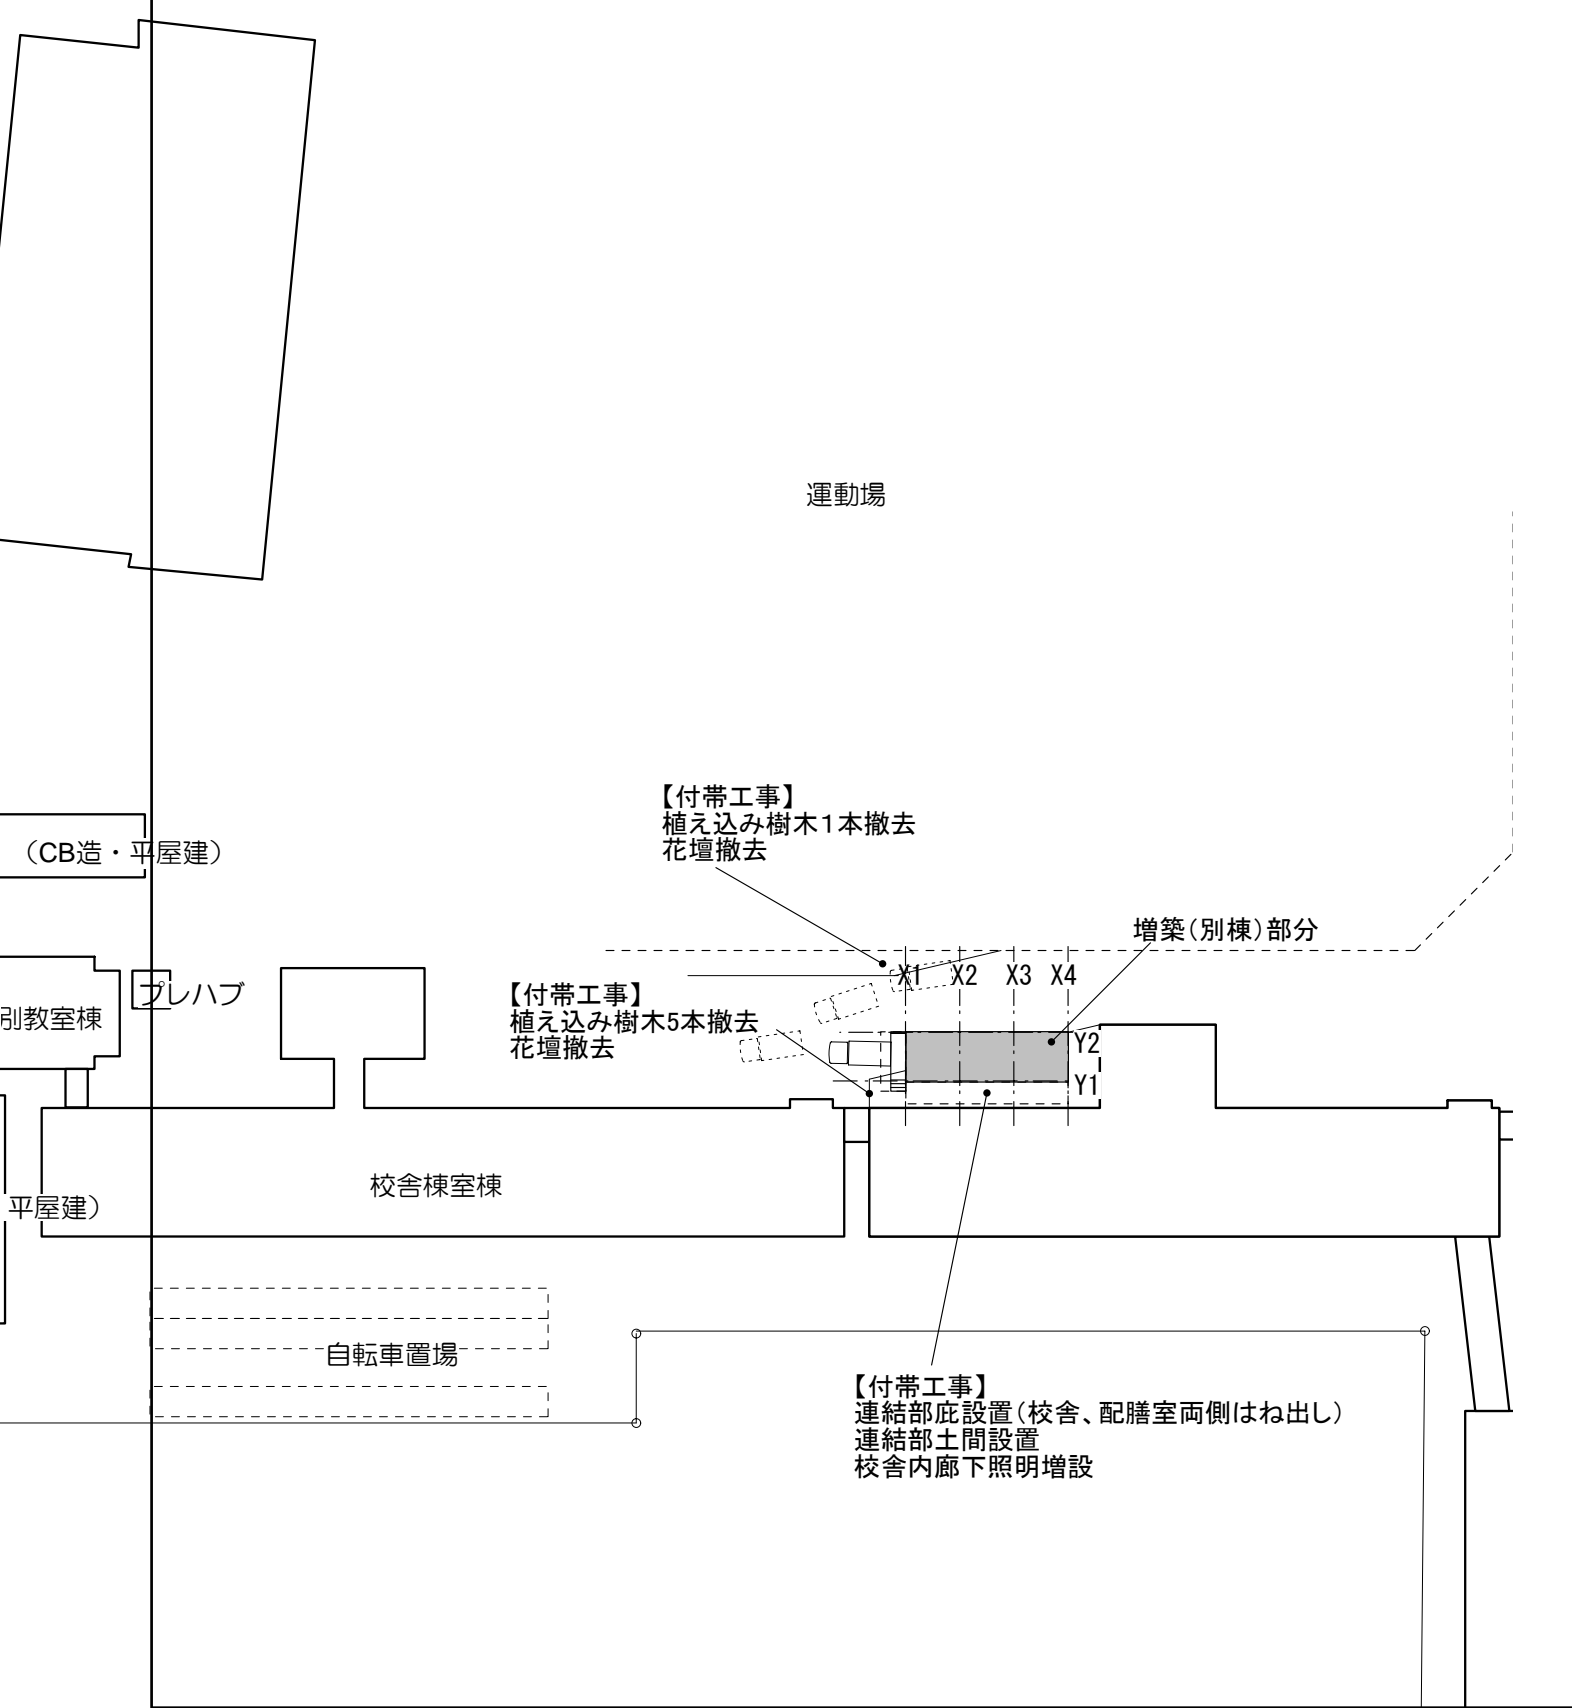 運動場
【付帯工事】
植え込み樹木1本撤去
花壇撤去
（CB造・平屋建）
増築（別棟）部分
X1 X2 X3 X4
プレハブ
別教室棟
【付帯工事】
植え込み樹木5本撤去
花壇撤去
Y2
Y1
校舎棟室棟
平屋建）
自転車置場
【付帯工事】
連結部庇設置（校舎、配膳室両側はね出し）
連結部土間設置
校舎内廊下照明増設